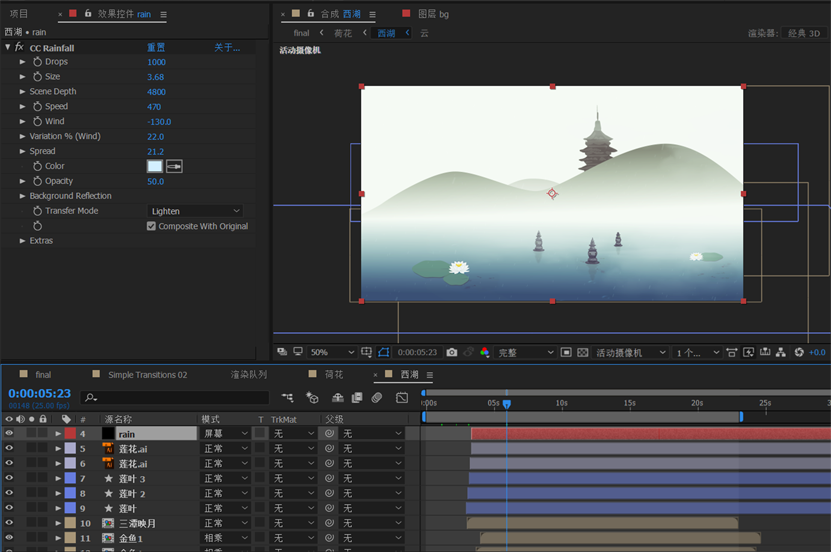 项目
效果控件 rain
西湖 • rain
fx CC Rainfall 重置 关于...
Drops 1000
Size 3.68
Scene Depth 4800
Speed 470
Wind -130.0
Variation % (Wind) 22.0
Spread 21.2
Color
Opacity 50.0
Background Reflection
Transfer Mode Lighten
Composite With Original
Extras
合成 西湖
图层 bg
final 荷花 西湖 云
渲染器: 经典 3D
活动摄像机
50% 0:00:05:23 完整 活动摄像机 1 个... +0.0
final Simple Transitions 02 渲染队列 荷花 西湖
0:00:05:23
00148 (25.00 fps)
:00s 05s 10s 15s 20s 25s
# 源名称 模式 T TrkMat 父级
4 rain 屏幕 无 无
5 莲花.ai 正常 无 无
6 莲花.ai 正常 无 无
7 莲叶 3 正常 无 无
8 莲叶 2 正常 无 无
9 莲叶 正常 无 无
10 三潭映月 正常 无 无
11 金鱼1 相乘 无 无